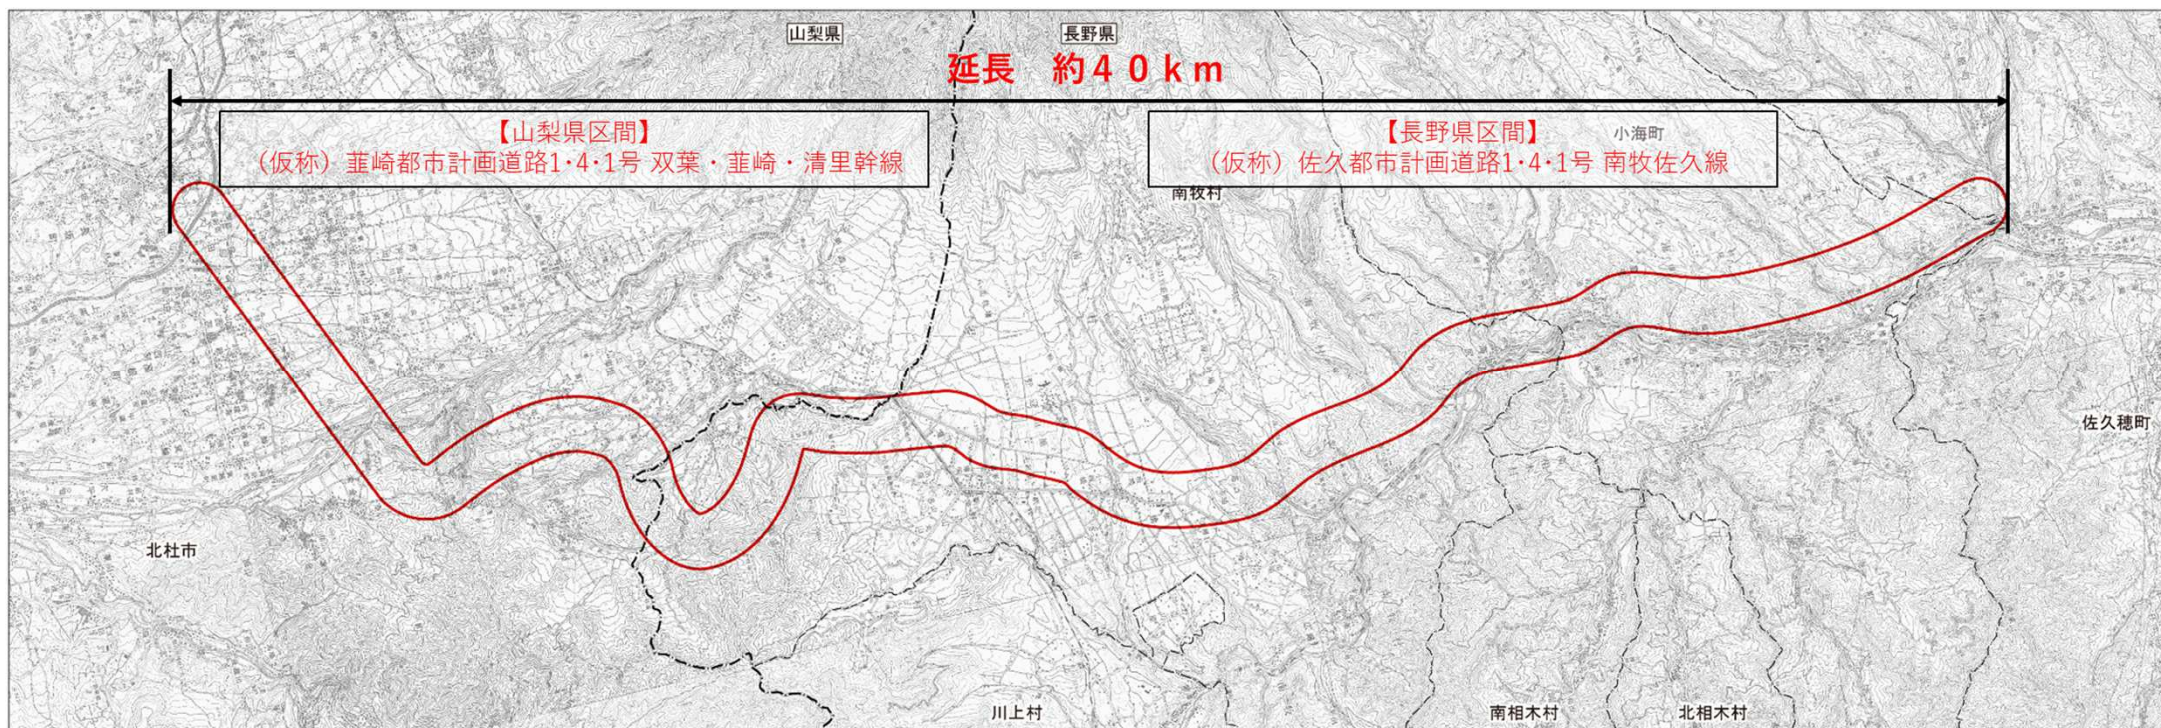 山梨県
長野県
延長　約４０ｋｍ
【山梨県区間】
（仮称）韮崎都市計画道路1･4･1号 双葉・韮崎・清里幹線
【長野県区間】
（仮称）佐久都市計画道路1･4･1号 南牧佐久線
小海町
南牧村
佐久穂町
北杜市
川上村
南相木村
北相木村